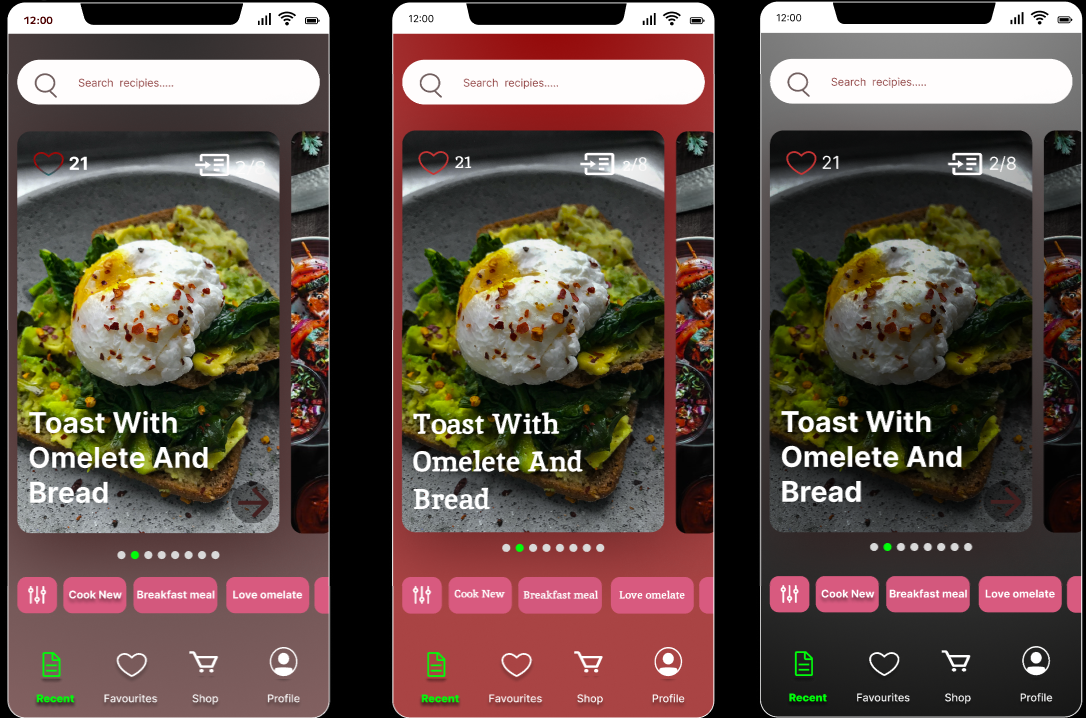 12:00
Search recipies.....
21
2/8
Toast With
Omelete And
Bread
Cook New
Breakfast meal
Love omelate
Recent
Favourites
Shop
Profile
12:00
Search recipies.....
21
2/8
Toast With
Omelete And
Bread
Cook New
Breakfast meal
Love omelate
Recent
Favourites
Shop
Profile
12:00
Search recipies.....
21
2/8
Toast With
Omelete And
Bread
Cook New
Breakfast meal
Love omelate
Recent
Favourites
Shop
Profile